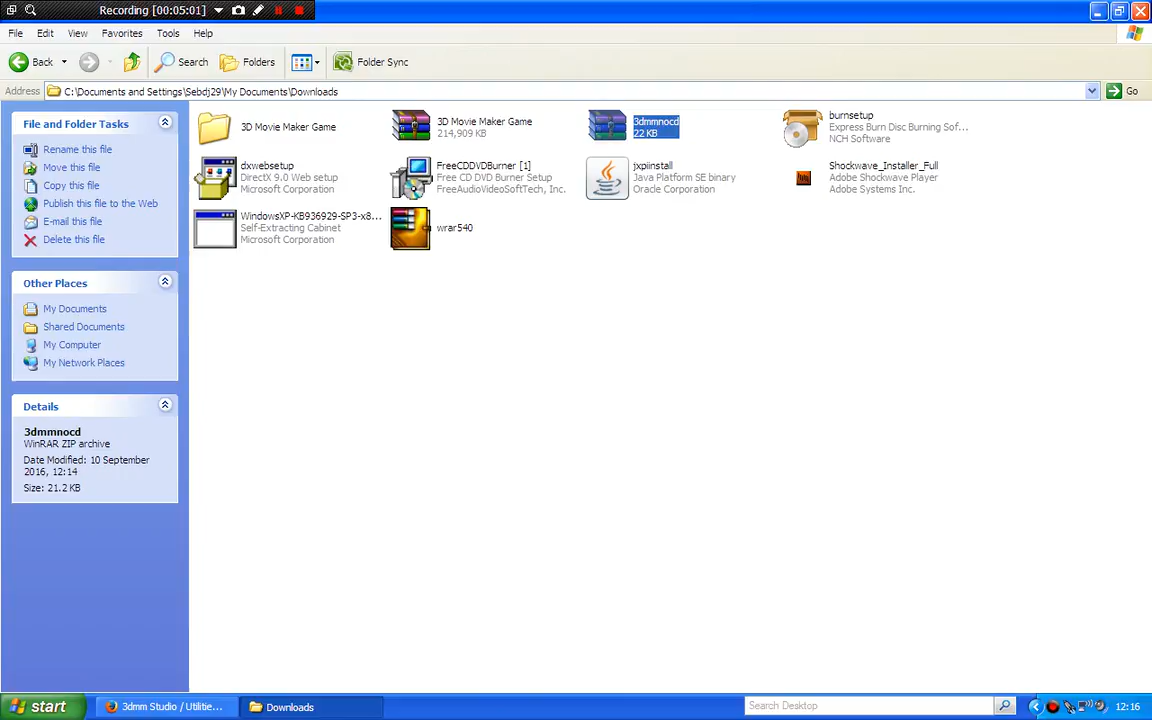 Recording [00:05:01]
File Edit View Favorites Tools Help
Back Search Folders Folder Sync
Address C:\Documents and Settings\Sebdj29\My Documents\Downloads Go
File and Folder Tasks
Rename this file
Move this file
Copy this file
Publish this file to the Web
E-mail this file
Delete this file
Other Places
My Documents
Shared Documents
My Computer
My Network Places
Details
3dmmnocd
WinRAR ZIP archive
Date Modified: 10 September
2016, 12:14
Size: 21.2 KB
3D Movie Maker Game
3D Movie Maker Game
214,909 KB
3dmmnocd
22 KB
burnsetup
Express Burn Disc Burning Sof...
NCH Software
dxwebsetup
DirectX 9.0 Web setup
Microsoft Corporation
FreeCDDVDBurner [1]
Free CD DVD Burner Setup
FreeAudioVideoSoftTech, Inc.
jxpiinstall
Java Platform SE binary
Oracle Corporation
Shockwave_Installer_Full
Adobe Shockwave Player
Adobe Systems Inc.
WindowsXP-KB936929-SP3-x8...
Self-Extracting Cabinet
Microsoft Corporation
wrar540
start 3dmm Studio / Utilitie... Downloads Search Desktop 12:16